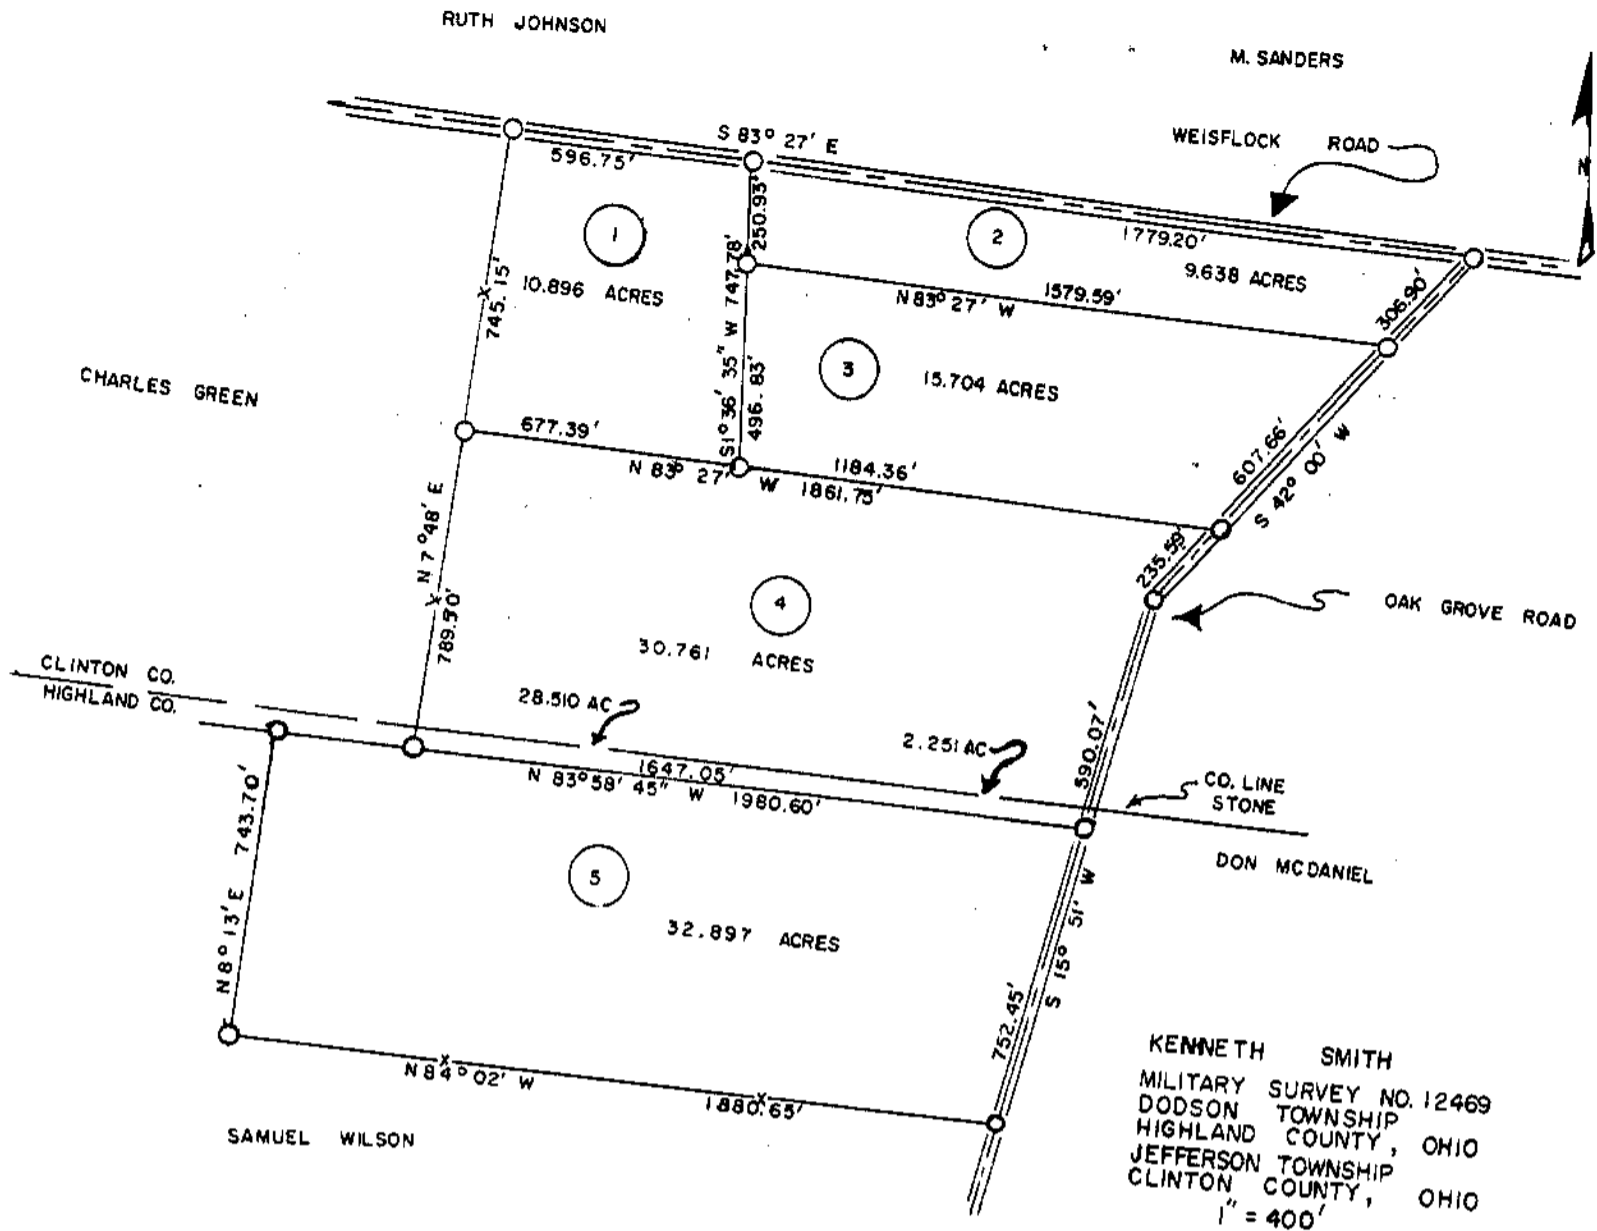 RUTH JOHNSON
M. SANDERS
WEISFLOCK ROAD
N
S 83° 27' E
596.75'
1779.20'
250.93'
1
2
9.638 ACRES
745.15'
10.896 ACRES
S1° 36' 35" W 747.78'
N 83° 27' W
1579.59'
306.90'
3
15.704 ACRES
496.83'
CHARLES GREEN
677.39'
N 83° 27' W 1861.75'
1184.36'
607.66'
S 42° 00' W
235.59'
N 7° 48' E
789.50'
4
30.761 ACRES
OAK GROVE ROAD
CLINTON CO.
HIGHLAND CO.
28.510 AC
2.251 AC
590.07'
1647.05'
N 83° 58' 45" W 1980.60'
CO. LINE
STONE
DON MCDANIEL
N 8° 13' E 743.70'
5
32.897 ACRES
S 15° 51' W
752.45'
N 84° 02' W
1880.65'
SAMUEL WILSON
KENNETH SMITH
MILITARY SURVEY NO. 12469
DODSON TOWNSHIP
HIGHLAND COUNTY, OHIO
JEFFERSON TOWNSHIP
CLINTON COUNTY, OHIO
1" = 400'